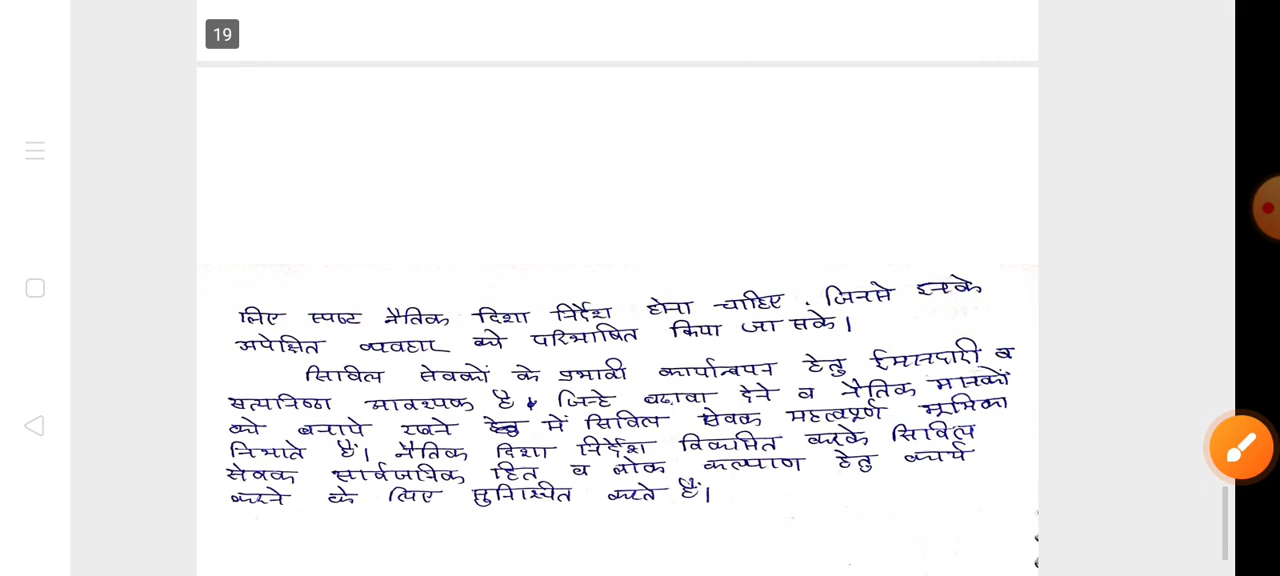 19
लिए स्पष्ट नैतिक दिशा निर्देश होना चाहिए . जिनसे इनके
अपेक्षित व्यवहार को परिभाषित किया जा सके।
सिविल सेवकों के प्रभावी कार्यान्वयन हेतु ईमानदारी व
सत्यनिष्ठा आवश्यक है, जिन्हे बढावा देने व नैतिक मानकों
को बनाये रखने में सिविल सेवक महत्वपूर्ण भूमिका
निभाते हैं। नैतिक दिशा निर्देश विकसित करके सिविल
सेवक सार्वजनिक हित व लोक कल्याण हेतु कार्य
करने के लिए सुनिश्चित करते हैं।